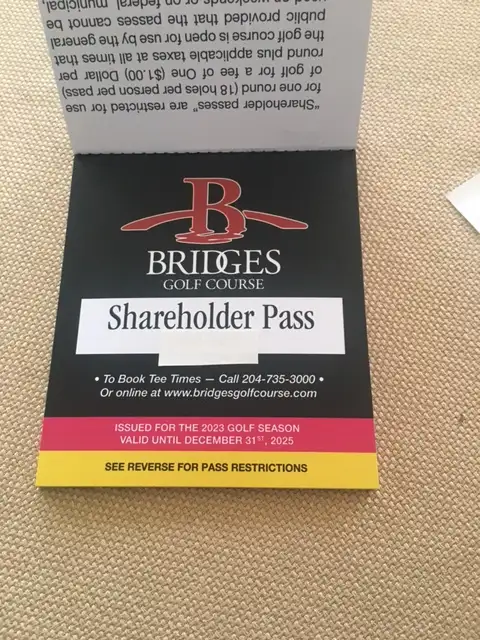 "Shareholder passes" are restricted for use
for one round (18 holes per person per pass)
of golf for a fee of One ($1.00) Dollar per
round plus applicable taxes at all times that
the golf course is open for use by the general
public provided that the passes cannot be
used on weekends or on federal, municipal,
B
BRIDGES
GOLF COURSE
Shareholder Pass
• To Book Tee Times — Call 204-735-3000 •
Or online at www.bridgesgolfcourse.com
ISSUED FOR THE 2023 GOLF SEASON
VALID UNTIL DECEMBER 31ST, 2025
SEE REVERSE FOR PASS RESTRICTIONS